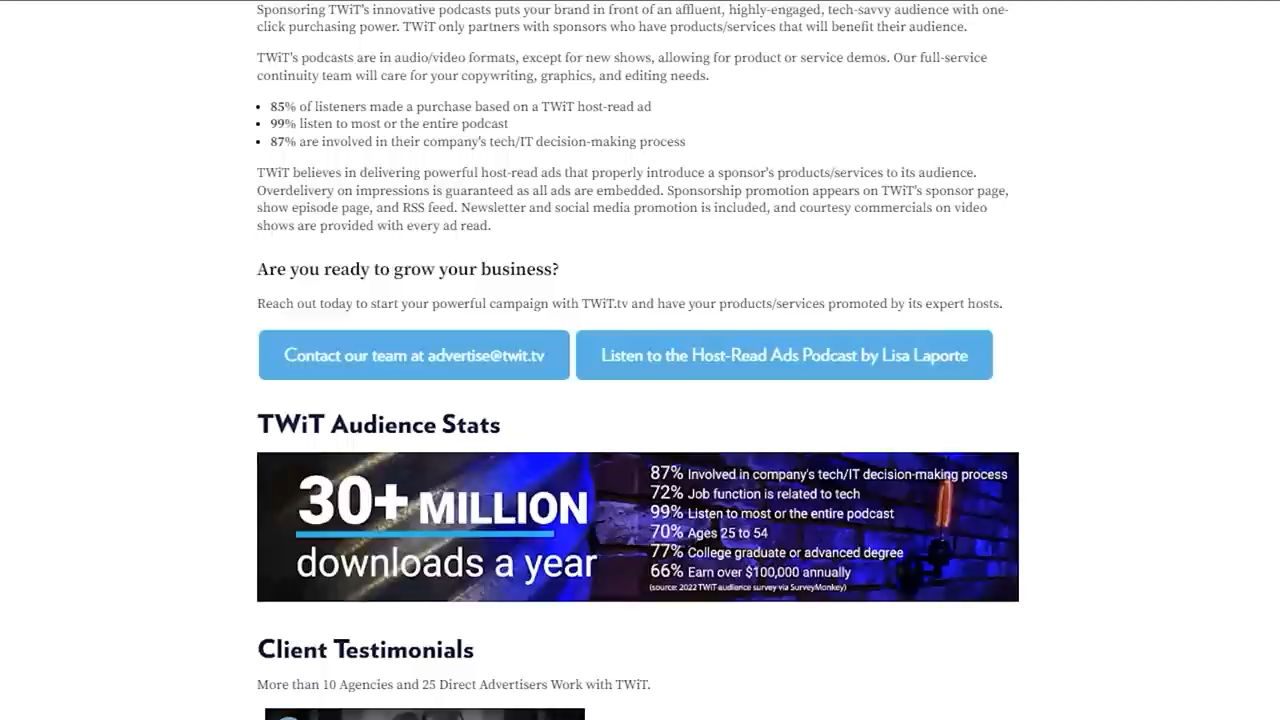 Sponsoring TWiT's innovative podcasts puts your brand in front of an affluent, highly-engaged, tech-savvy audience with one-
click purchasing power. TWiT only partners with sponsors who have products/services that will benefit their audience.
TWiT's podcasts are in audio/video formats, except for new shows, allowing for product or service demos. Our full-service
continuity team will care for your copywriting, graphics, and editing needs.
• 85% of listeners made a purchase based on a TWiT host-read ad
• 99% listen to most or the entire podcast
• 87% are involved in their company's tech/IT decision-making process
TWiT believes in delivering powerful host-read ads that properly introduce a sponsor's products/services to its audience.
Overdelivery on impressions is guaranteed as all ads are embedded. Sponsorship promotion appears on TWiT's sponsor page,
show episode page, and RSS feed. Newsletter and social media promotion is included, and courtesy commercials on video
shows are provided with every ad read.
Are you ready to grow your business?
Reach out today to start your powerful campaign with TWiT.tv and have your products/services promoted by its expert hosts.
Contact our team at advertise@twit.tv
Listen to the Host-Read Ads Podcast by Lisa Laporte
TWiT Audience Stats
30+ MILLION
downloads a year
87% Involved in company's tech/IT decision-making process
72% Job function is related to tech
99% Listen to most or the entire podcast
70% Ages 25 to 54
77% College graduate or advanced degree
66% Earn over $100,000 annually
(source: 2022 TWiT audience survey via SurveyMonkey)
Client Testimonials
More than 10 Agencies and 25 Direct Advertisers Work with TWiT.